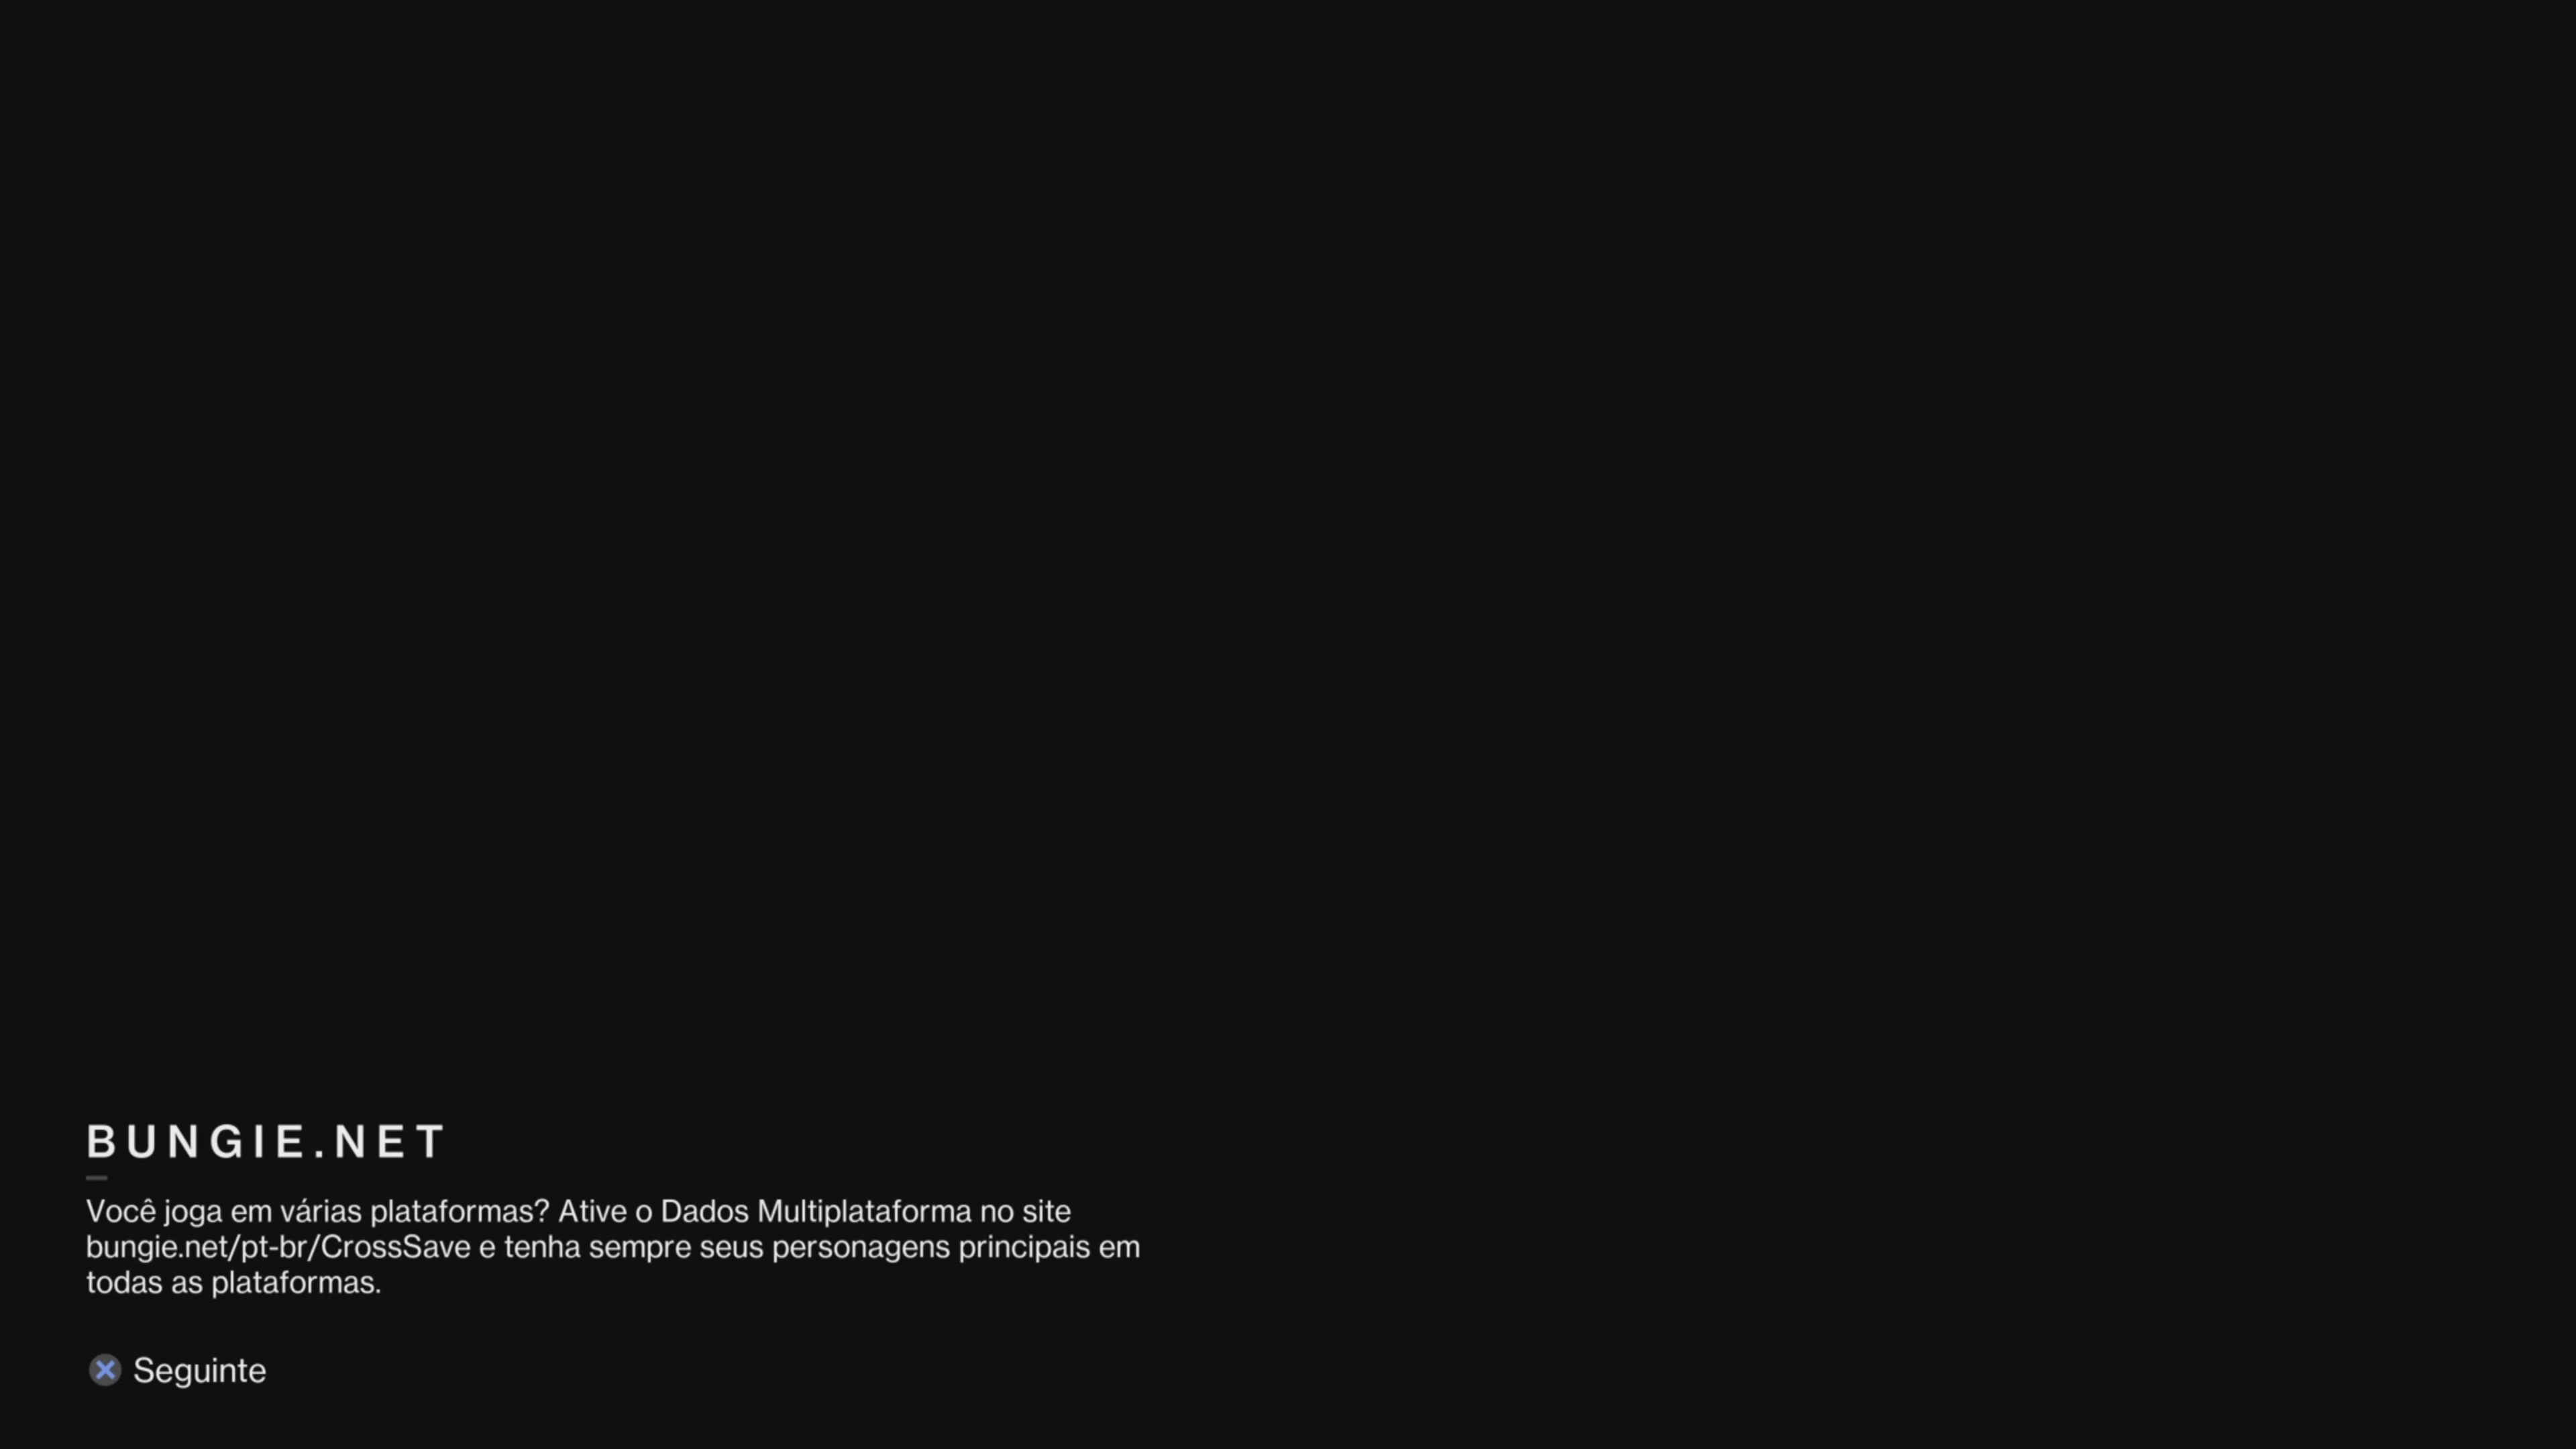 BUNGIE.NET
Você joga em várias plataformas? Ative o Dados Multiplataforma no site
bungie.net/pt-br/CrossSave e tenha sempre seus personagens principais em
todas as plataformas.
Seguinte